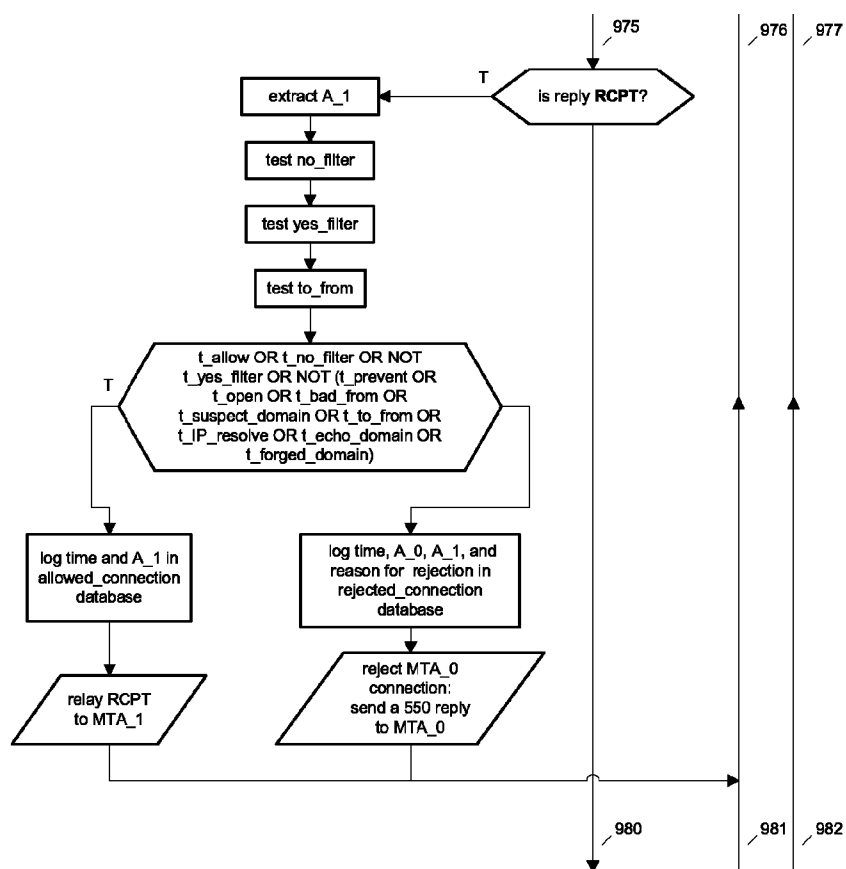 975
976
977
T
extract A_1
is reply RCPT?
test no_filter
test yes_filter
test to_from
T
t_allow OR t_no_filter OR NOT
t_yes_filter OR NOT (t_prevent OR
t_open OR t_bad_from OR
t_suspect_domain OR t_to_from OR
t_IP_resolve OR t_echo_domain OR
t_forged_domain)
log time and A_1 in
allowed_connection
database
log time, A_0, A_1, and
reason for rejection in
rejected_connection
database
relay RCPT
to MTA_1
reject MTA_0
connection:
send a 550 reply
to MTA_0
980
981
982